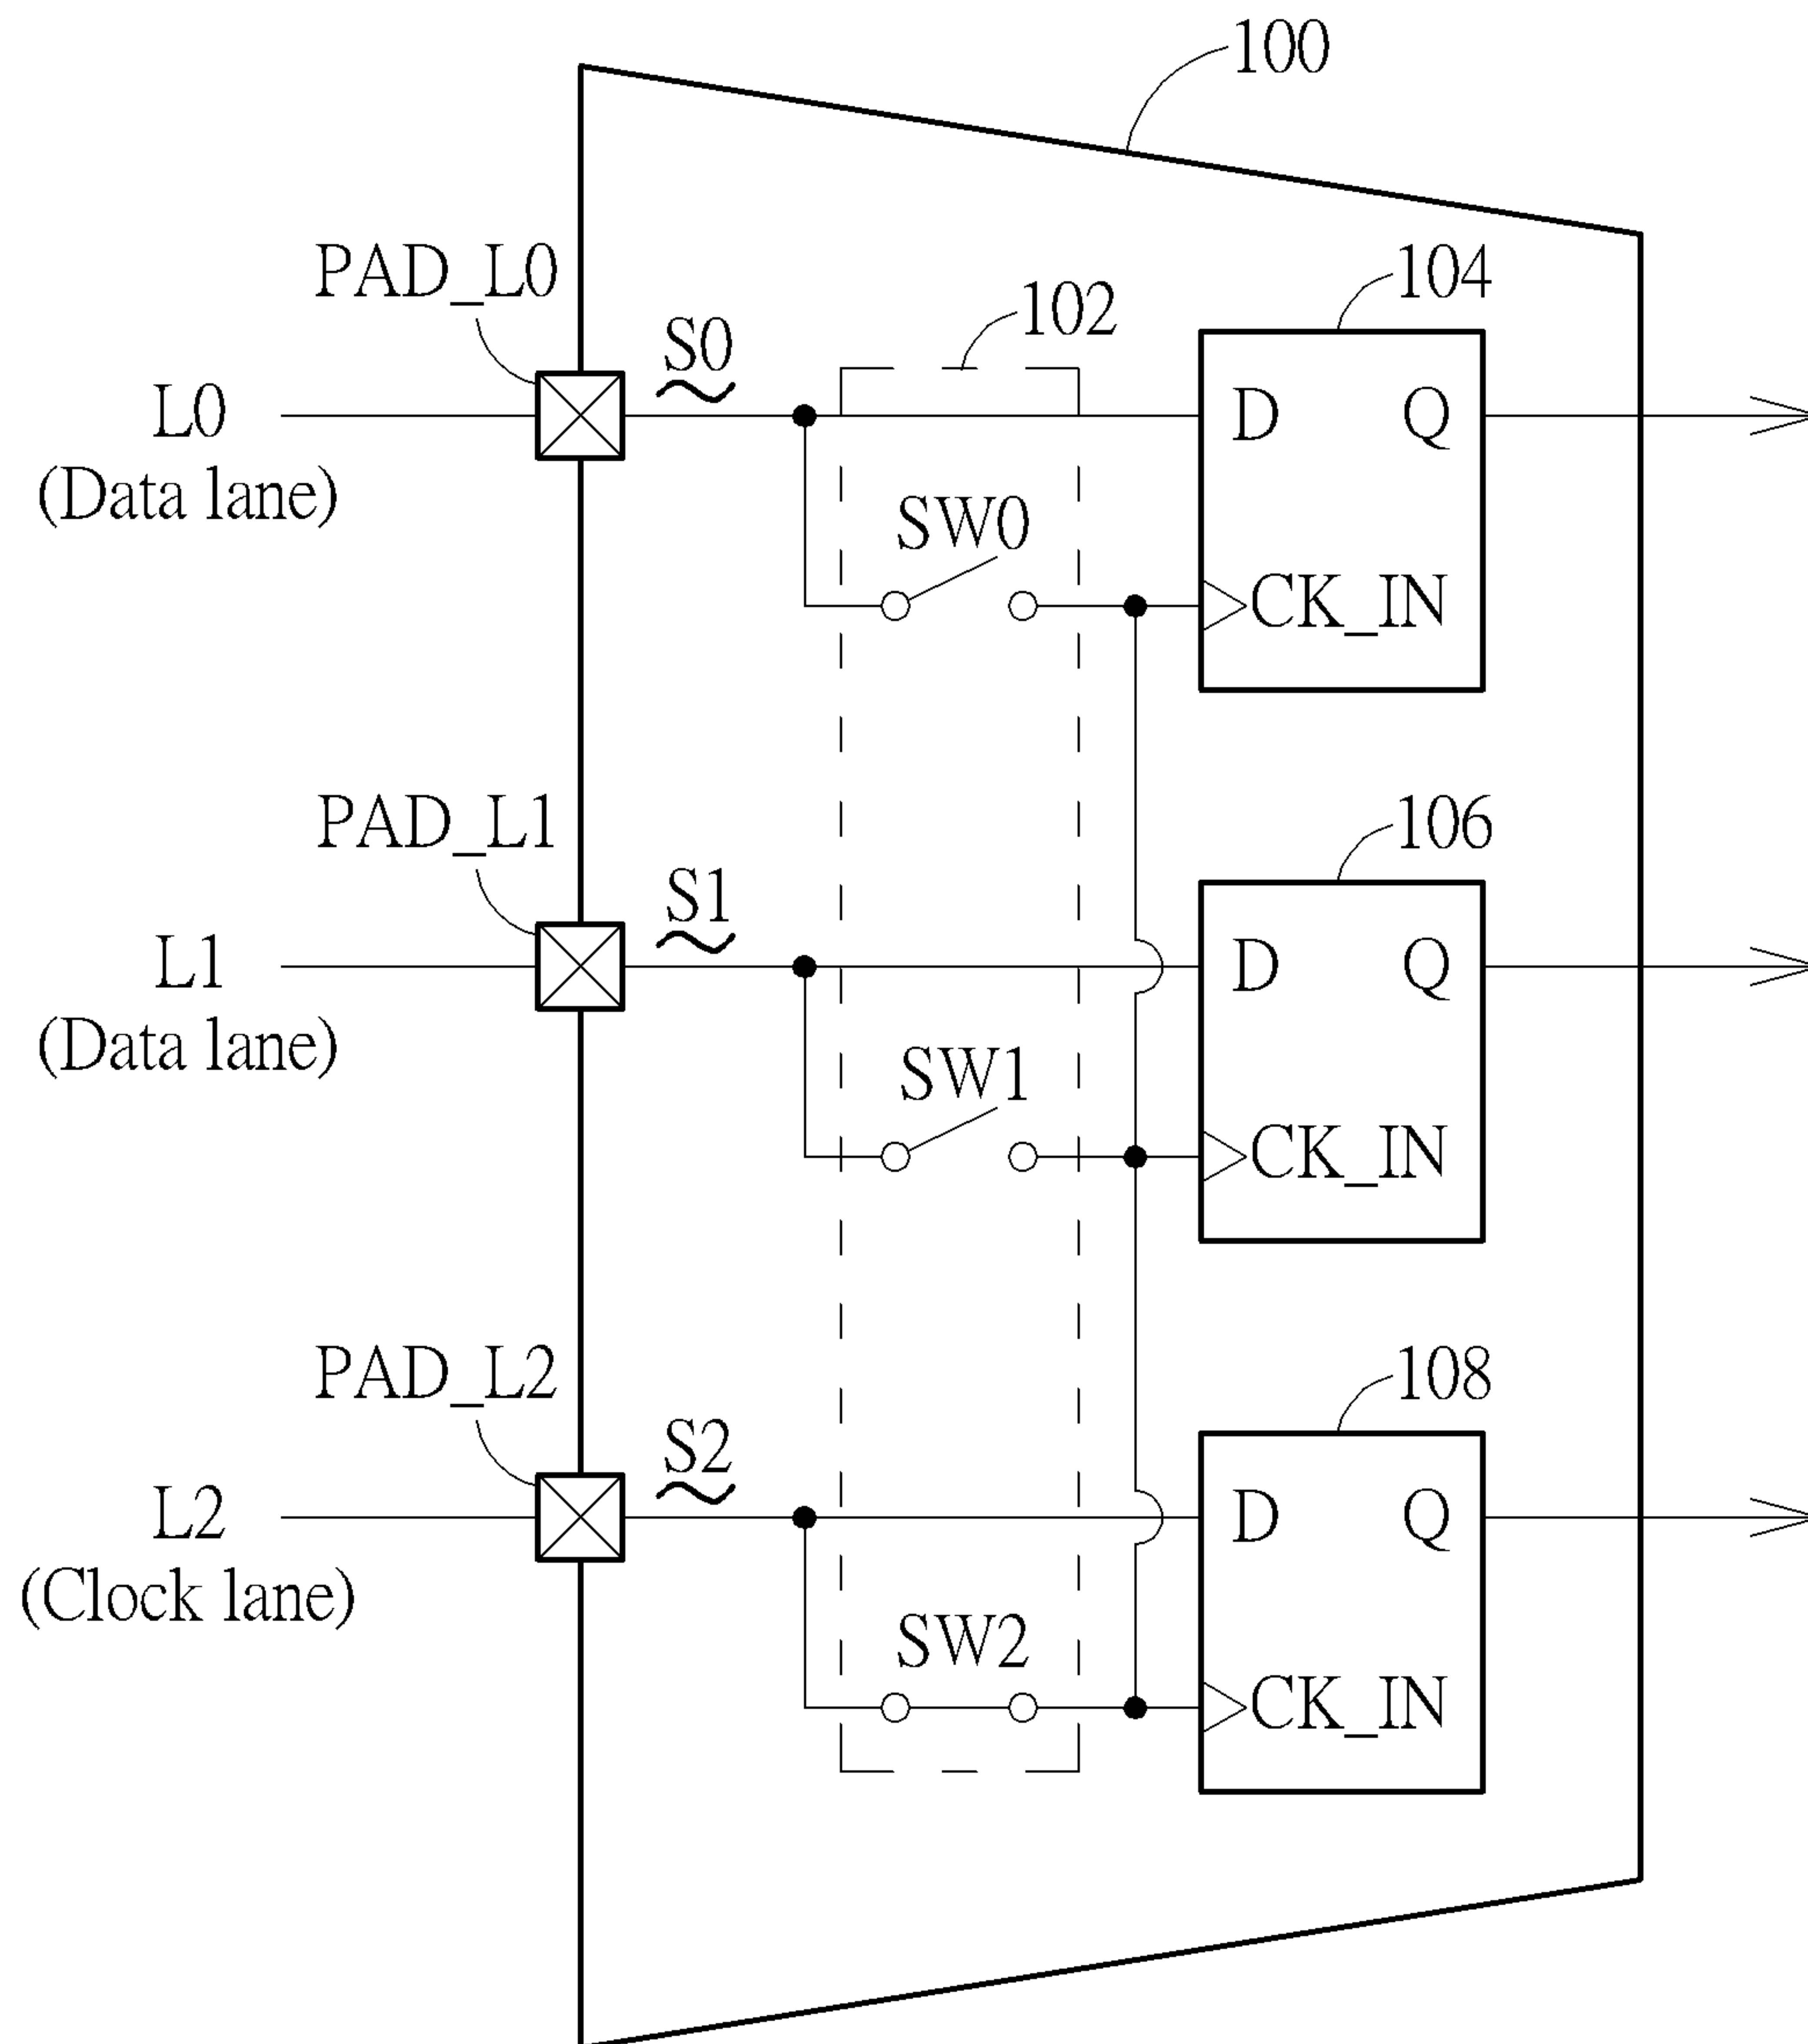 100
PAD_L0
S0
102
104
L0
(Data lane)
D
Q
SW0
CK_IN
PAD_L1
S1
106
L1
(Data lane)
D
Q
SW1
CK_IN
PAD_L2
S2
108
L2
(Clock lane)
D
Q
SW2
CK_IN